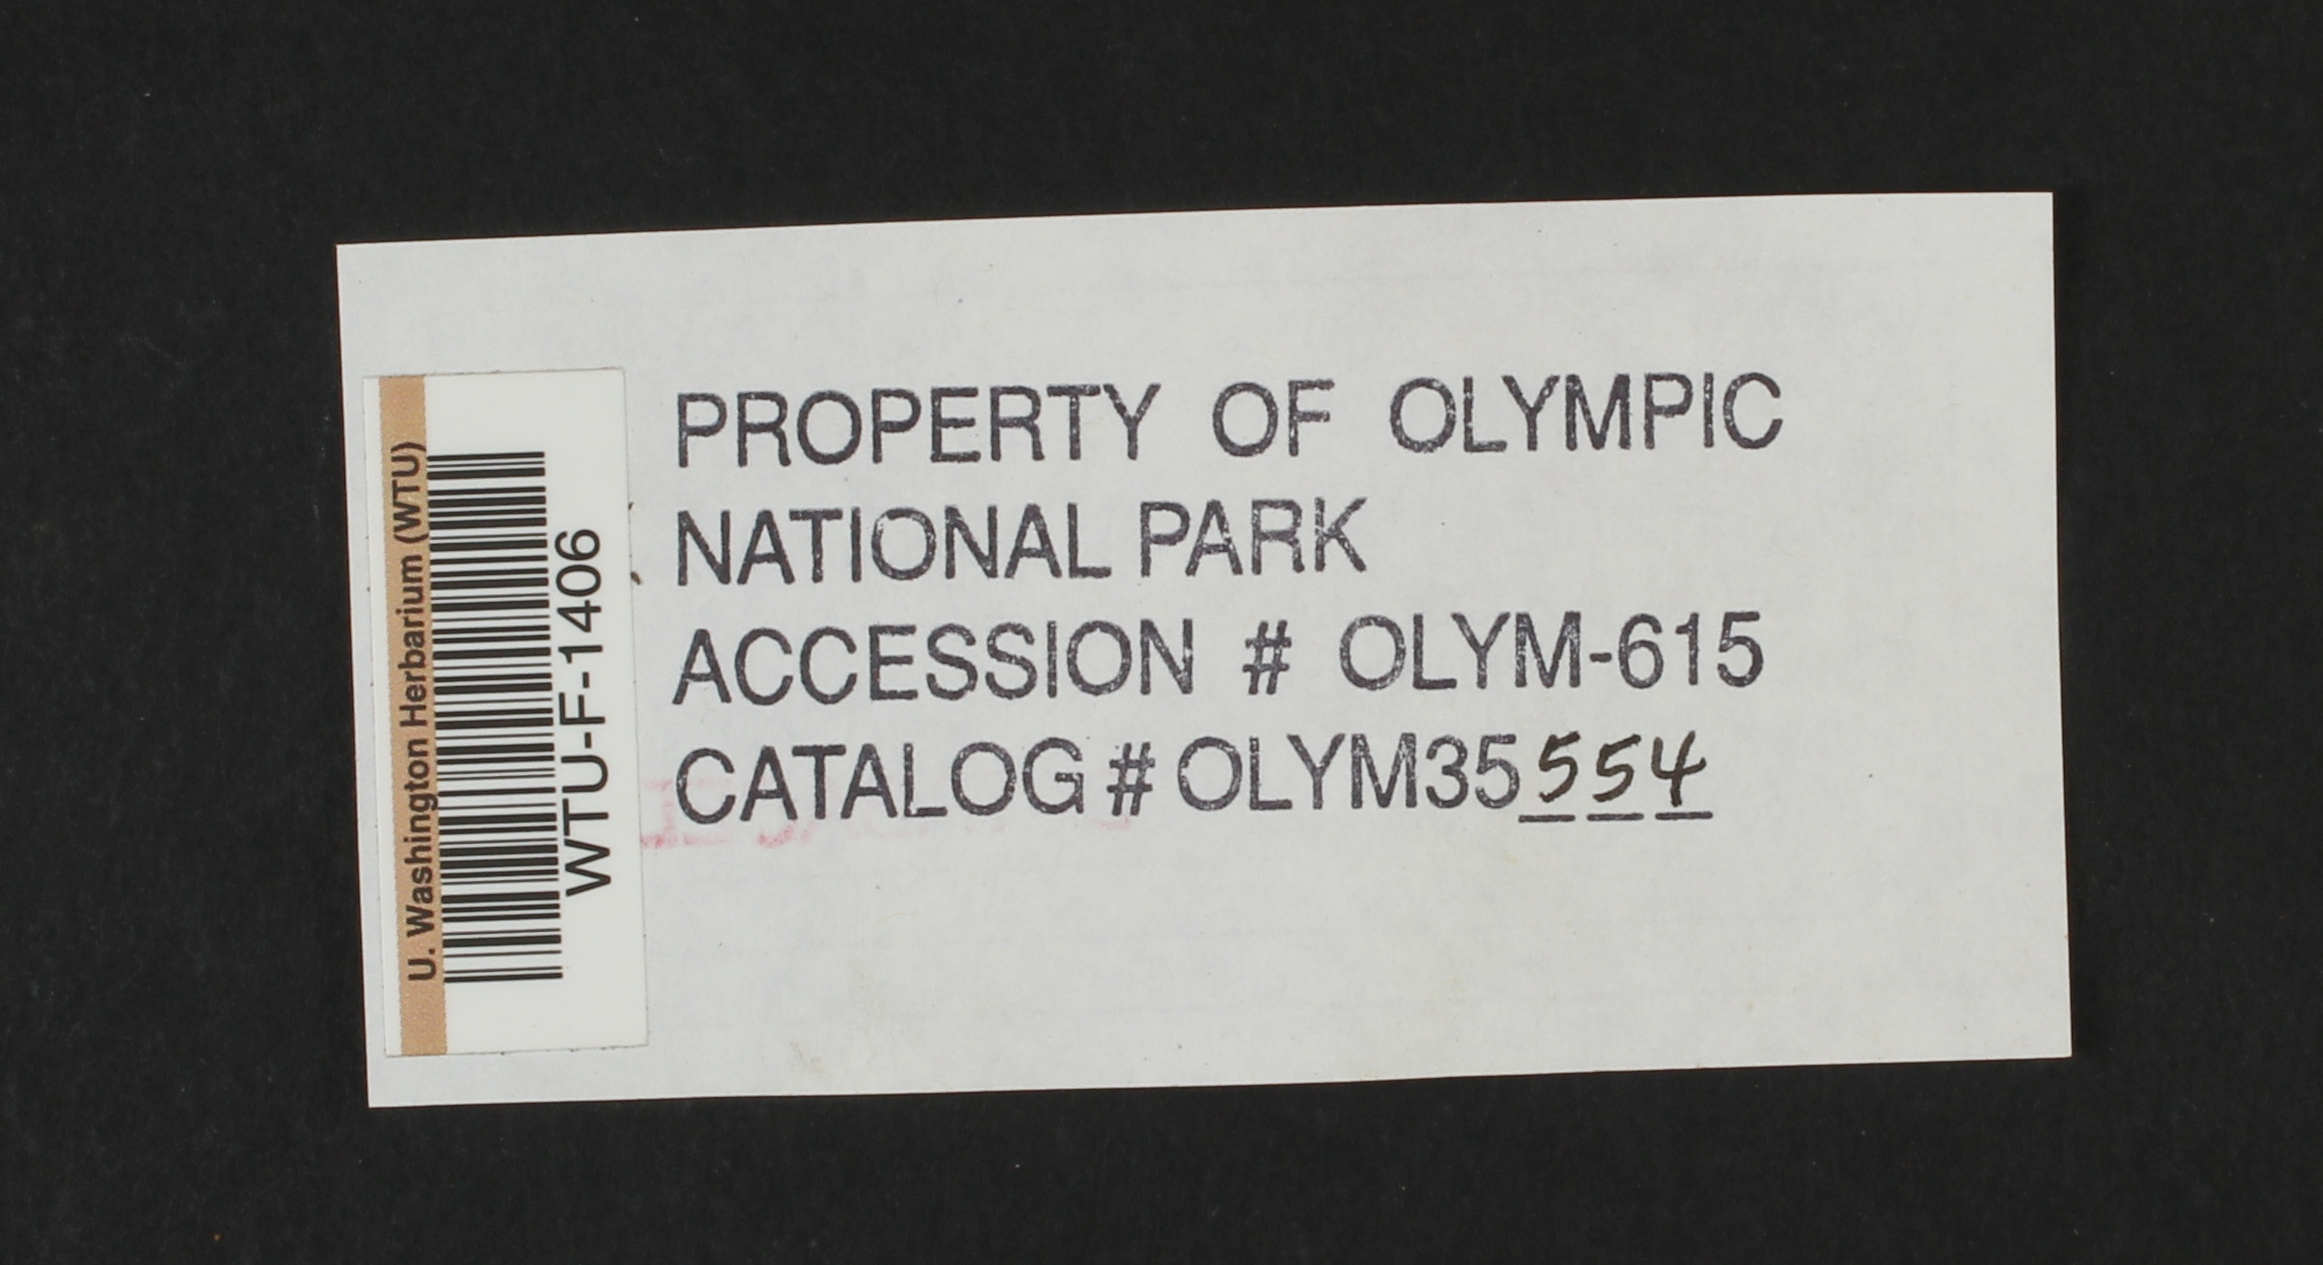 U. Washington Herbarium (WTU)
WTU-F-1406
PROPERTY OF OLYMPIC
NATIONAL PARK
ACCESSION # OLYM-615
CATALOG # OLYM35554